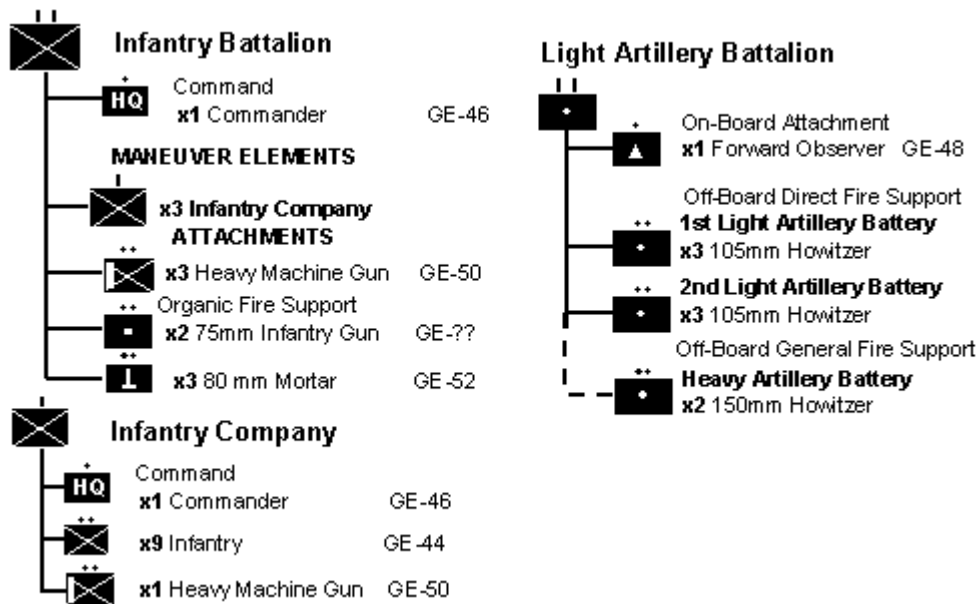 Infantry Battalion
HQ
Command
x1 Commander GE-46
MANEUVER ELEMENTS
x3 Infantry Company
ATTACHMENTS
x3 Heavy Machine Gun GE-50
Organic Fire Support
x2 75mm Infantry Gun GE-??
x3 80 mm Mortar GE-52
Infantry Company
HQ
Command
x1 Commander GE-46
x9 Infantry GE-44
x1 Heavy Machine Gun GE-50
Light Artillery Battalion
On-Board Attachment
x1 Forward Observer GE-48
Off-Board Direct Fire Support
1st Light Artillery Battery
x3 105mm Howitzer
2nd Light Artillery Battery
x3 105mm Howitzer
Off-Board General Fire Support
Heavy Artillery Battery
x2 150mm Howitzer